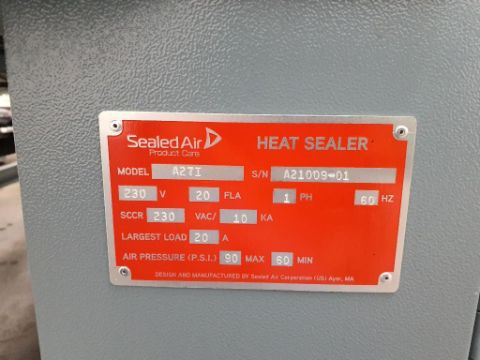 Sealed Air
Product Care
HEAT SEALER
MODEL A27I S/N A21009-01
230 V 20 FLA 1 PH 60 HZ
SCCR 230 VAC/ 10 KA
LARGEST LOAD 20 A
AIR PRESSURE (P.S.I.) 90 MAX 60 MIN
DESIGN AND MANUFACTURED BY Sealed Air Corporation (US) Ayer, MA